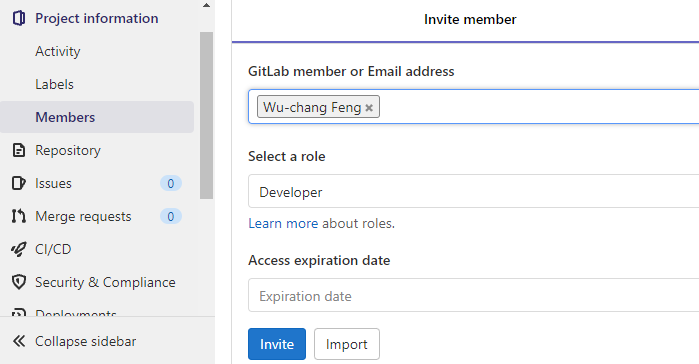 Project information
Activity
Labels
Members
Repository
Issues 0
Merge requests 0
CI/CD
Security & Compliance
Deployments
Collapse sidebar
Invite member
GitLab member or Email address
Wu-chang Feng ×
Select a role
Developer
Learn more about roles.
Access expiration date
Expiration date
Invite Import